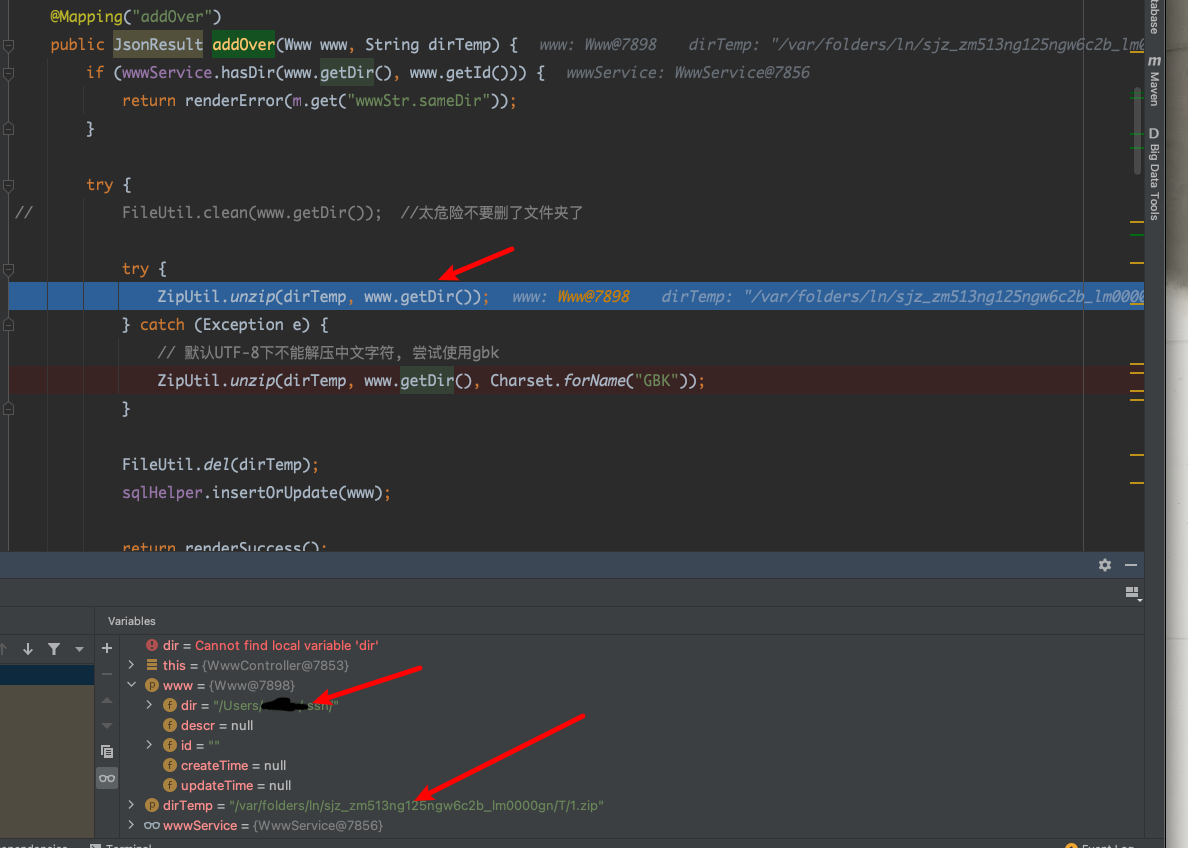 @Mapping("addOver")
public JsonResult addOver(Www www, String dirTemp) {  www: Www@7898  dirTemp: "/var/folders/ln/sjz_zm513ng125ngw6c2b_lm0
if (wwwService.hasDir(www.getDir(), www.getId())) {  wwwService: WwwService@7856
return renderError(m.get("wwwStr.sameDir"));
}
try {
// FileUtil.clean(www.getDir());  //太危险不要删了文件夹了
try {
ZipUtil.unzip(dirTemp, www.getDir());  www: Www@7898  dirTemp: "/var/folders/ln/sjz_zm513ng125ngw6c2b_lm0000
} catch (Exception e) {
// 默认UTF-8下不能解压中文字符, 尝试使用gbk
ZipUtil.unzip(dirTemp, www.getDir(), Charset.forName("GBK"));
}
FileUtil.del(dirTemp);
sqlHelper.insertOrUpdate(www);
return renderSuccess();
tabase
m Maven
D Big Data Tools
Variables
dir = Cannot find local variable 'dir'
this = {WwwController@7853}
www = {Www@7898}
dir = "/Users/ ssh/"
descr = null
id = ""
createTime = null
updateTime = null
dirTemp = "/var/folders/ln/sjz_zm513ng125ngw6c2b_lm0000gn/T/1.zip"
wwwService = {WwwService@7856}
ependencies
Terminal
Event Log